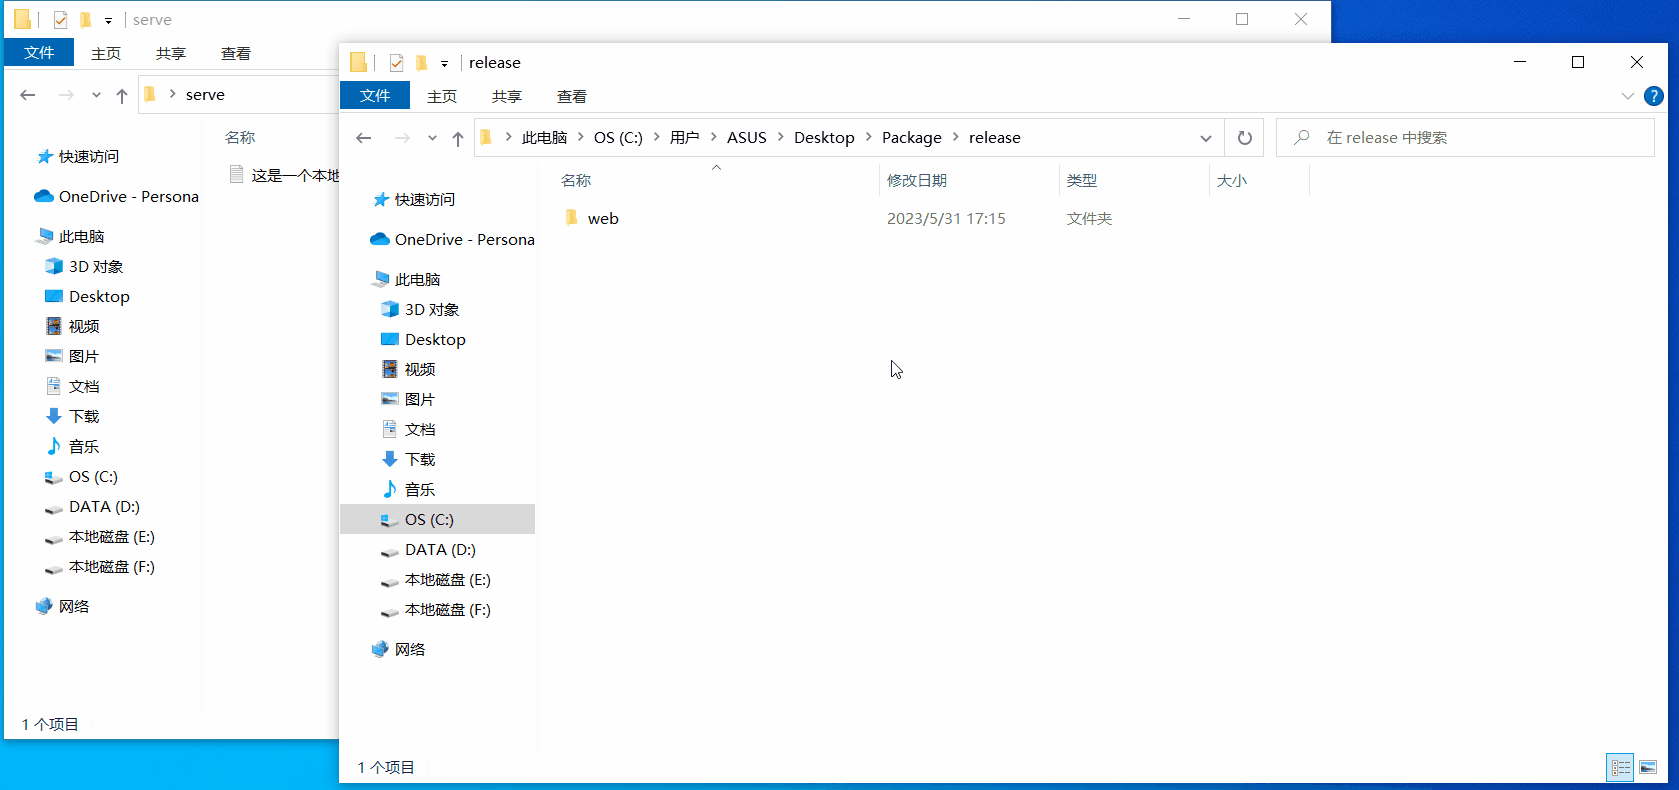 serve
文件 主页 共享 查看
serve
名称
这是一个本地
快速访问
OneDrive - Persona
此电脑
3D 对象
Desktop
视频
图片
文档
下载
音乐
OS (C:)
DATA (D:)
本地磁盘 (E:)
本地磁盘 (F:)
网络
1 个项目
release
文件 主页 共享 查看
?
此电脑 OS (C:) 用户 ASUS Desktop Package release
在 release 中搜索
名称 修改日期 类型 大小
web 2023/5/31 17:15 文件夹
快速访问
OneDrive - Persona
此电脑
3D 对象
Desktop
视频
图片
文档
下载
音乐
OS (C:)
DATA (D:)
本地磁盘 (E:)
本地磁盘 (F:)
网络
1 个项目